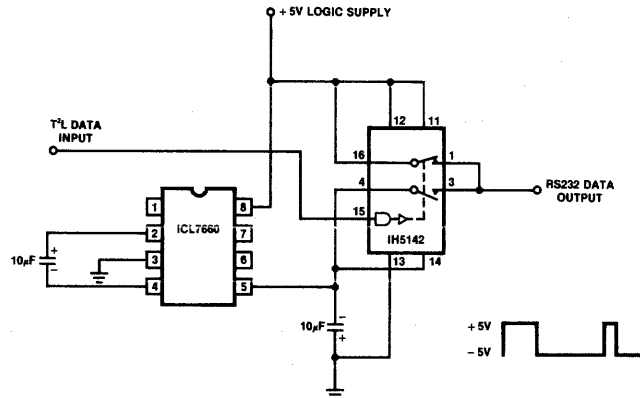 + 5V LOGIC SUPPLY
T²L DATA
INPUT
12 11
16 1
4 3
RS232 DATA
OUTPUT
15
IH5142
13 14
ICL7660
1 8
2 7
3 6
4 5
10μF
+
−
10μF
−
+
+ 5V
− 5V